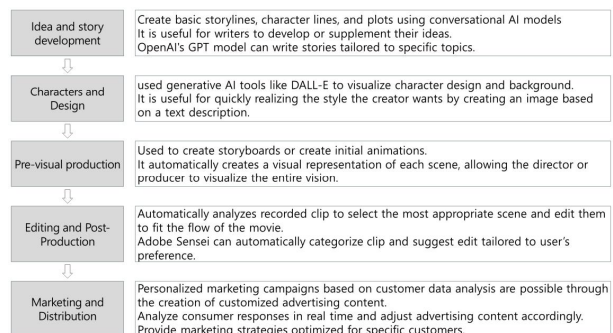 Idea and story
development
Create basic storylines, character lines, and plots using conversational AI models
It is useful for writers to develop or supplement their ideas.
OpenAI's GPT model can write stories tailored to specific topics.
Characters and
Design
used generative AI tools like DALL-E to visualize character design and background.
It is useful for quickly realizing the style the creator wants by creating an image based
on a text description.
Pre-visual production
Used to create storyboards or create initial animations.
It automatically creates a visual representation of each scene, allowing the director or
producer to visualize the entire vision.
Editing and Post-
Production
Automatically analyzes recorded clip to select the most appropriate scene and edit them
to fit the flow of the movie.
Adobe Sensei can automatically categorize clip and suggest edit tailored to user's
preference.
Marketing and
Distribution
Personalized marketing campaigns based on customer data analysis are possible through
the creation of customized advertising content.
Analyze consumer responses in real time and adjust advertising content accordingly.
Provide marketing strategies optimized for specific customers.